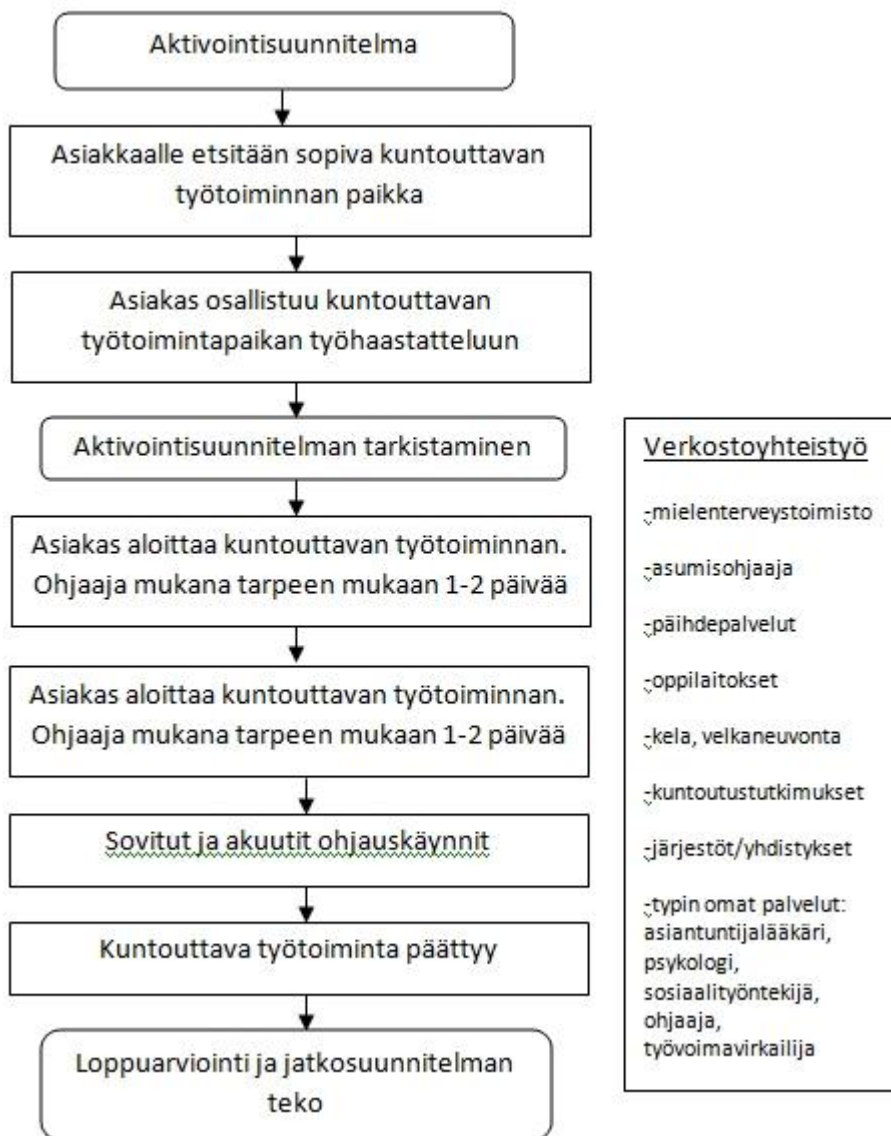 Aktivointisuunnitelma
Asiakkaalle etsitään sopiva kuntouttavan
työtoiminnan paikka
Asiakas osallistuu kuntouttavan
työtoimintapaikan työhaastatteluun
Aktivointisuunnitelman tarkistaminen
Asiakas aloittaa kuntouttavan työtoiminnan.
Ohjaaja mukana tarpeen mukaan 1-2 päivää
Asiakas aloittaa kuntouttavan työtoiminnan.
Ohjaaja mukana tarpeen mukaan 1-2 päivää
Sovitut ja akuutit ohjauskäynnit
Kuntouttava työtoiminta päättyy
Loppuarviointi ja jatkosuunnitelman
teko
Verkostoyhteistyö
-mielenterveystoimisto
-asumisohjaaja
-päihdepalvelut
-oppilaitokset
-kela, velkaneuvonta
-kuntoutustutkimukset
-järjestöt/yhdistykset
-typin omat palvelut:
asiantuntijalääkäri,
psykologi,
sosiaalityöntekijä,
ohjaaja,
työvoimavirkailija